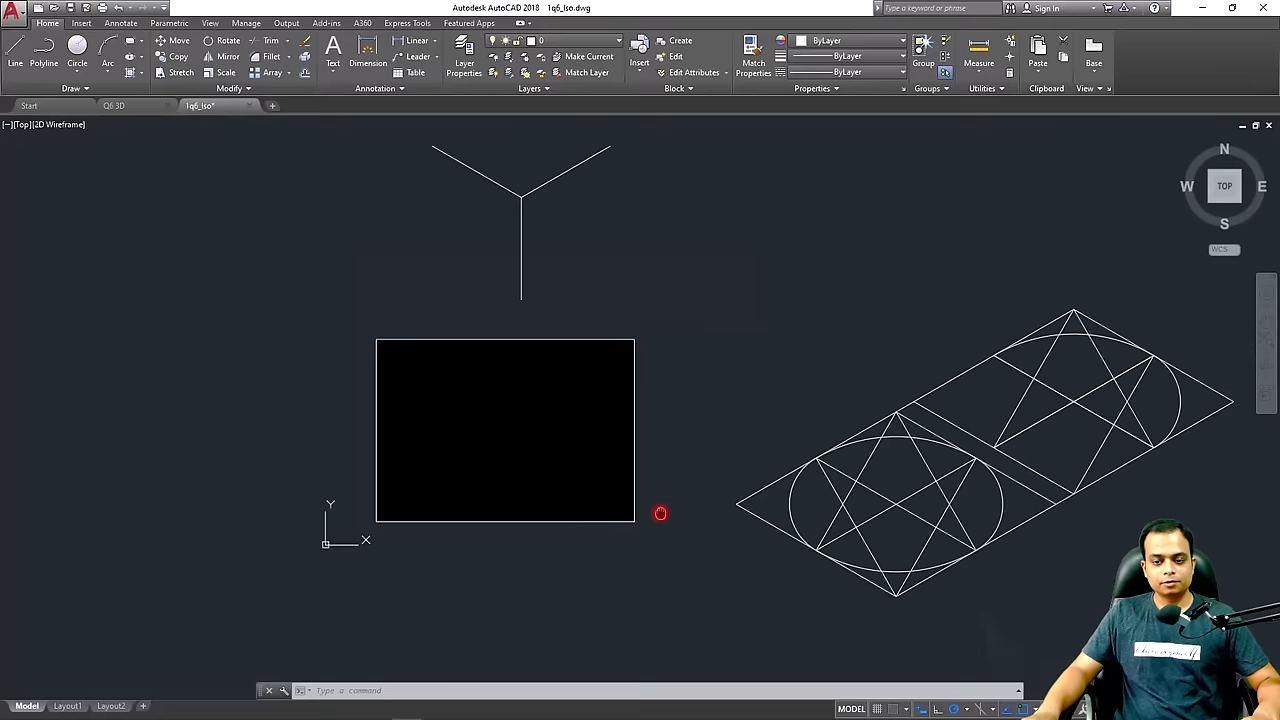 Autodesk AutoCAD 2018 1q6_Iso.dwg
Type a keyword or phrase
Sign In
Home Insert Annotate Parametric View Manage Output Add-ins A360 Express Tools Featured Apps
Line Polyline Circle Arc
Move Rotate Trim
Copy Mirror Fillet
Stretch Scale Array
Text Dimension
Linear
Leader
Table
Layer Properties
0
Make Current
Match Layer
Insert
Create
Edit
Edit Attributes
Match Properties
ByLayer
ByLayer
ByLayer
Group
Measure
Paste
Base
Draw Modify Annotation Layers Block Properties Groups Utilities Clipboard View
Start Q6 3D 1q6_Iso*
[−][Top][2D Wireframe]
N
W TOP E
S
WCS
Y
X
Type a command
Model Layout1 Layout2
MODEL